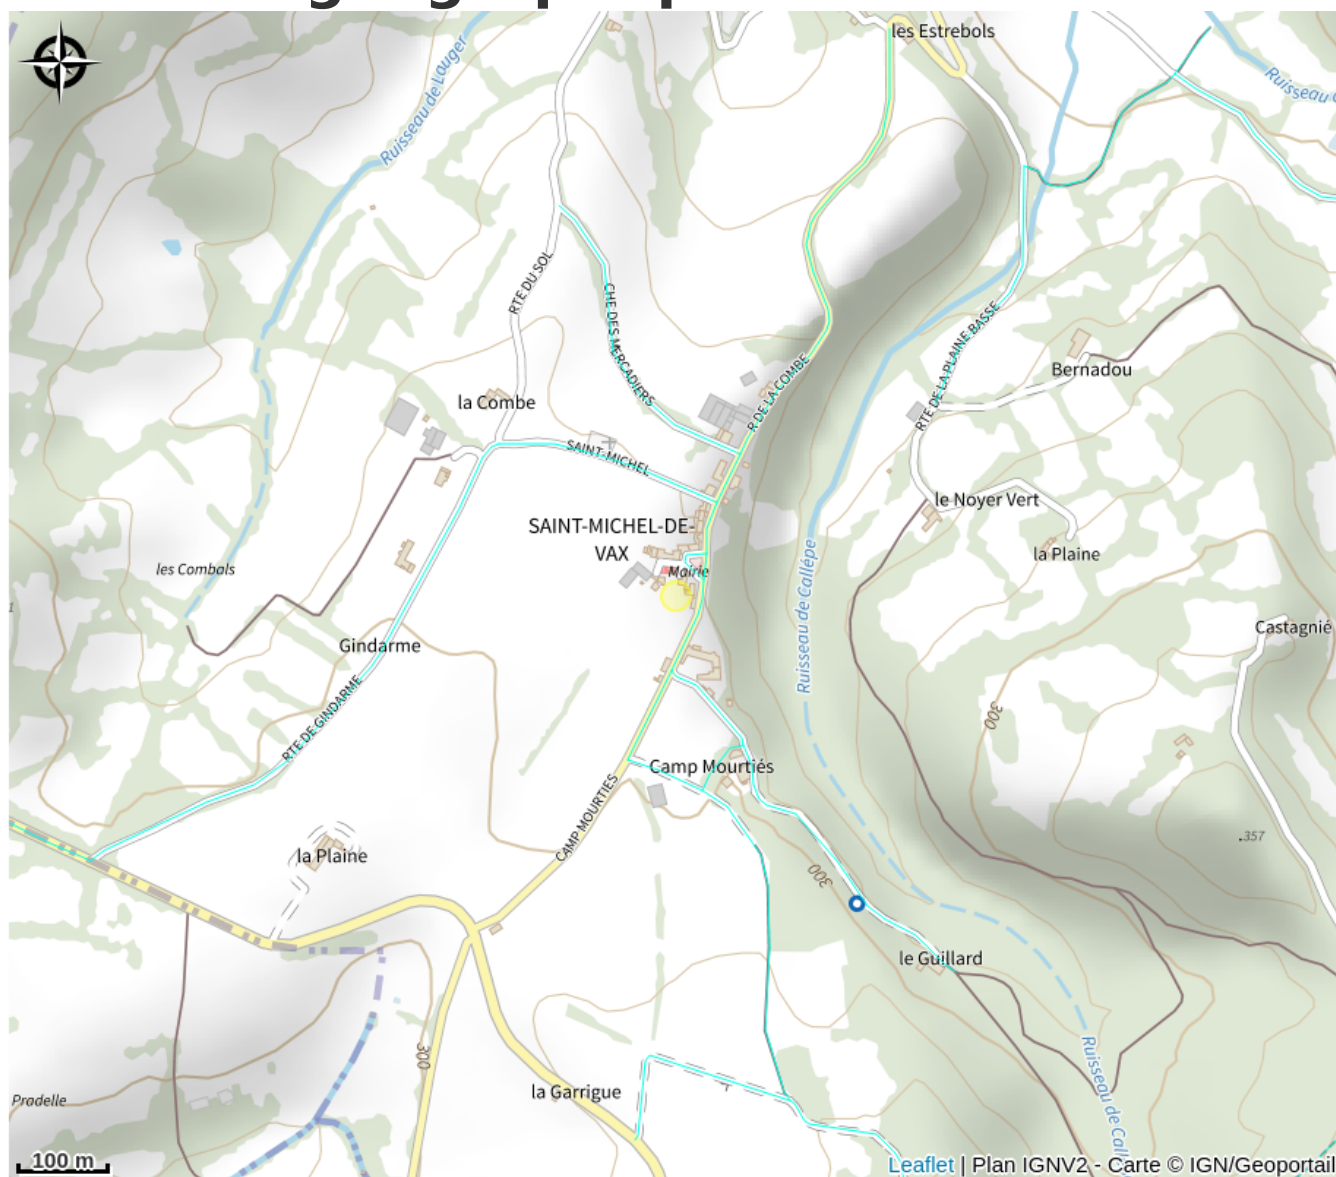 les Estrebols
Ruisseau de Louger
Ruisseau
RTE DU SOL
CHE DES MERCADIERS
R DE LA COMBE
RTE DE LA PLAINE BASSE
Bernadou
la Combe
SAINT-MICHEL
le Noyer Vert
SAINT-MICHEL-DE-
VAX
la Plaine
Mairie
les Combals
Ruisseau de Callépe
Castagnié
Gindarme
RTE DE GINDARME
300
Camp Mourtiés
CAMP MOURTIES
.357
la Plaine
300
le Guillard
300
Ruisseau de Call
la Garrigue
Pradelle
100 m
Leaflet | Plan IGNV2 - Carte © IGN/Geoportail